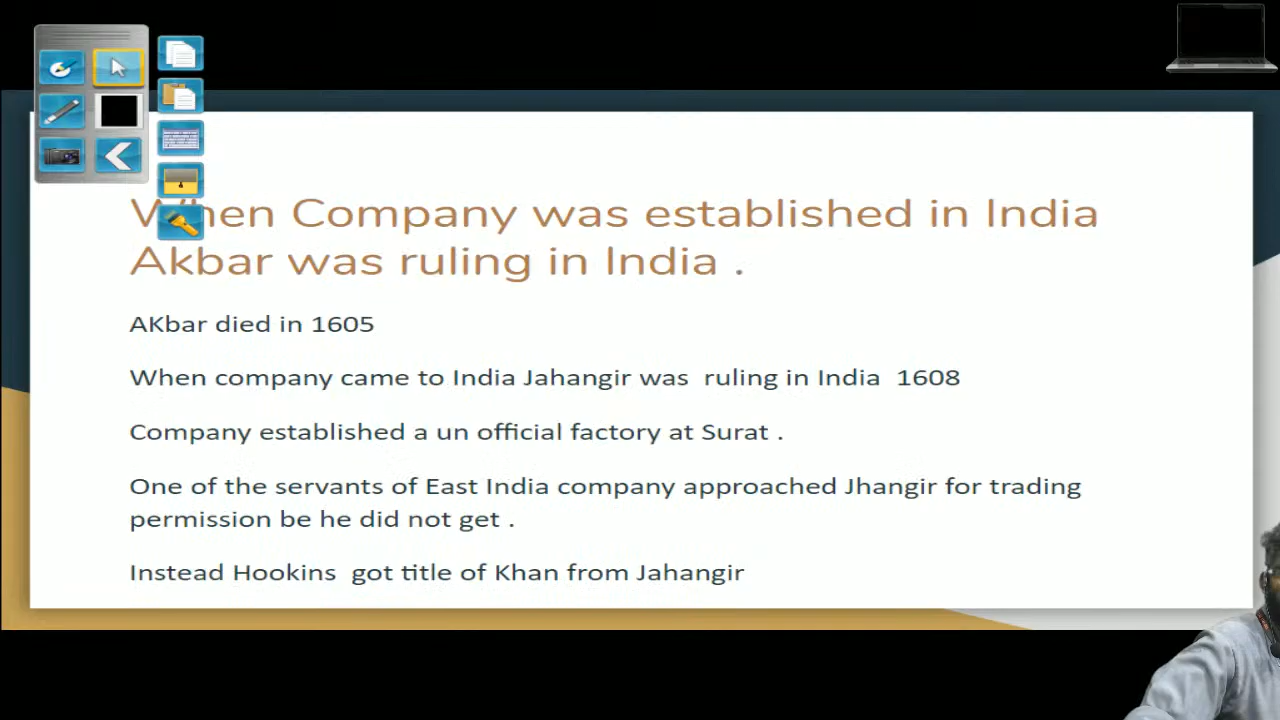 When Company was established in India
Akbar was ruling in India .
AKbar died in 1605
When company came to India Jahangir was ruling in India 1608
Company established a un official factory at Surat .
One of the servants of East India company approached Jhangir for trading
permission be he did not get .
Instead Hookins got title of Khan from Jahangir